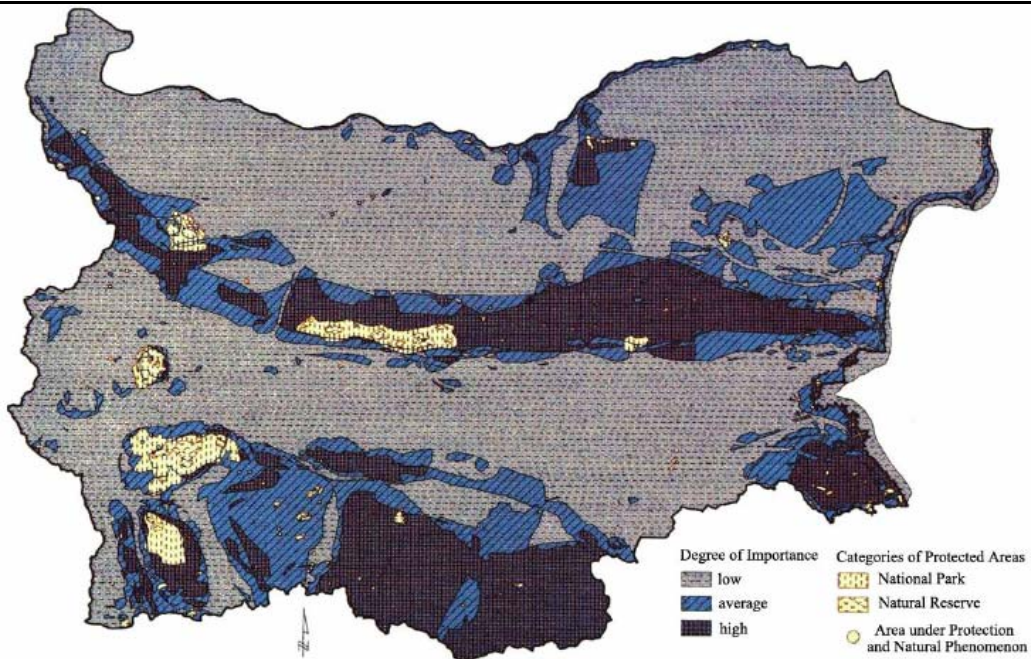 Degree of Importance
low
average
high
Categories of Protected Areas
National Park
Natural Reserve
Area under Protection
and Natural Phenomenon